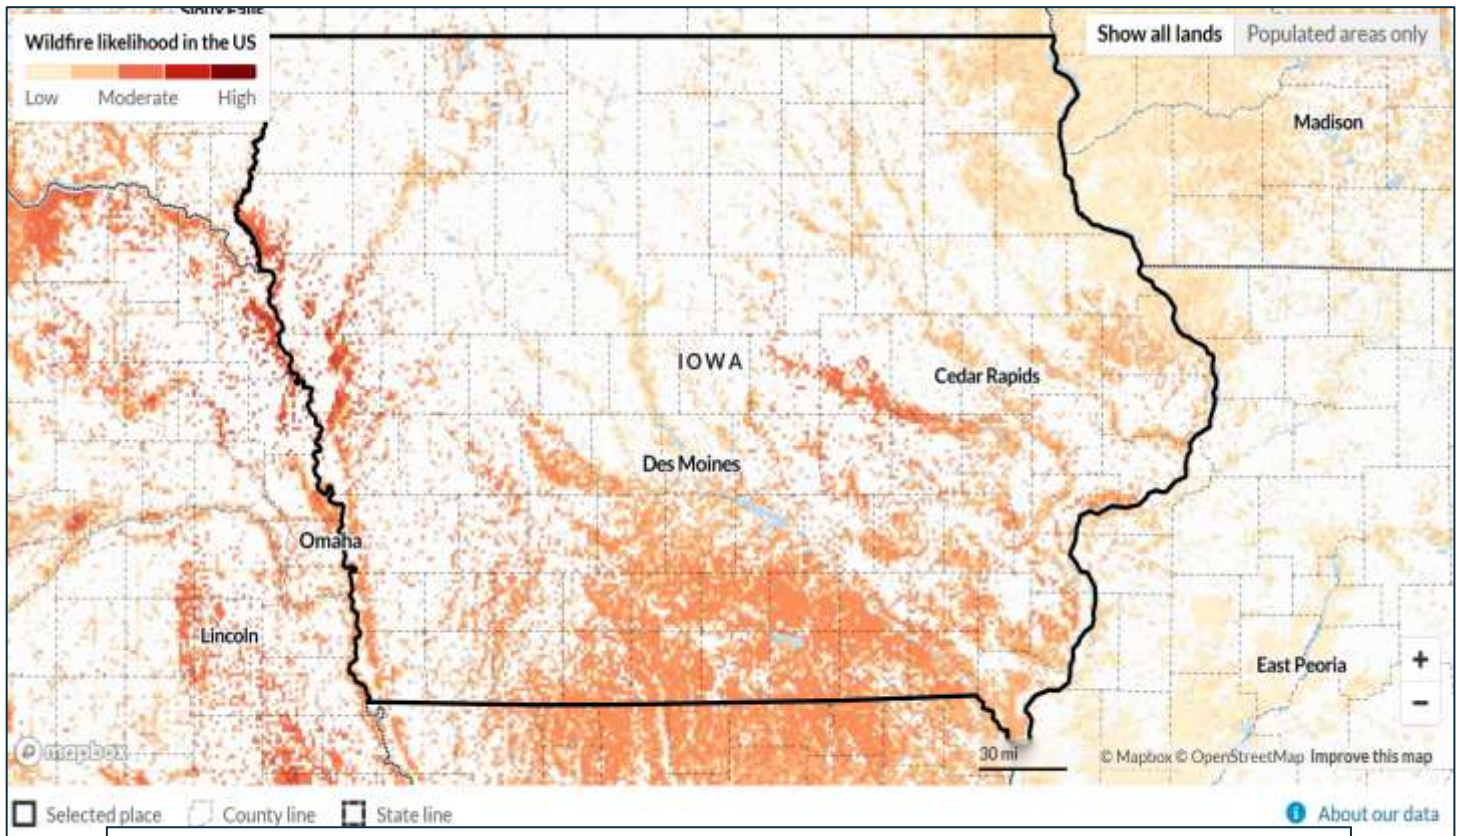 Sioux Falls
Wildfire likelihood in the US
Low Moderate High
Show all lands Populated areas only
Madison
IOWA
Cedar Rapids
Des Moines
Omaha
Lincoln
East Peoria
+
−
mapbox
30 mi
© Mapbox © OpenStreetMap Improve this map
Selected place County line State line
i About our data